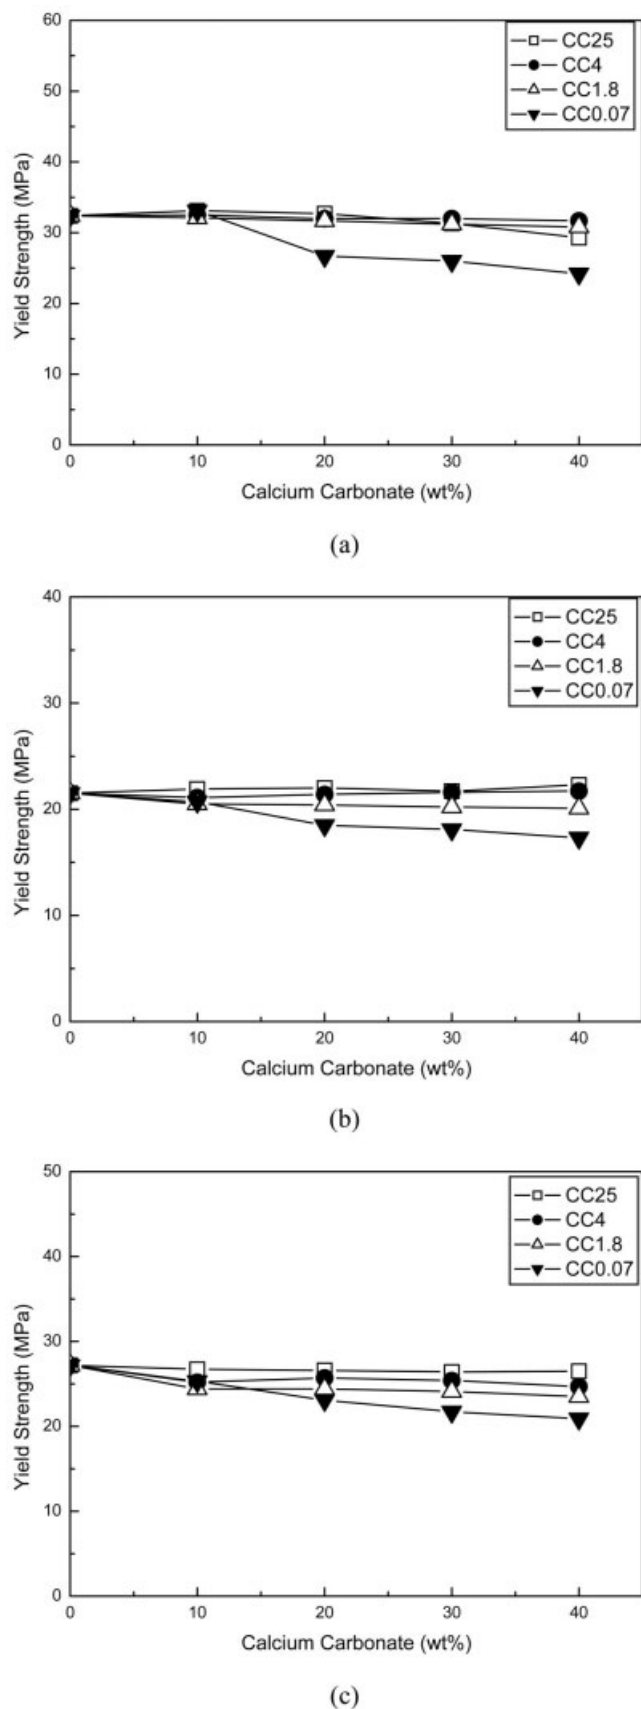 60
50
40
30
20
10
0
Yield Strength (MPa)
CC25
CC4
CC1.8
CC0.07
0 10 20 30 40
Calcium Carbonate (wt%)
(a)
40
30
20
10
0
Yield Strength (MPa)
CC25
CC4
CC1.8
CC0.07
0 10 20 30 40
Calcium Carbonate (wt%)
(b)
50
40
30
20
10
0
Yield Strength (MPa)
CC25
CC4
CC1.8
CC0.07
0 10 20 30 40
Calcium Carbonate (wt%)
(c)